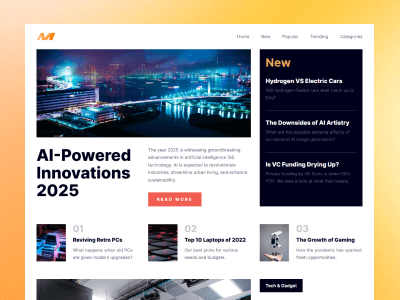 Home New Popular Trending Categories
New
Hydrogen VS Electric Cars
Will hydrogen-fueled cars ever catch up to
EVs?
The Downsides of AI Artistry
What are the possible adverse effects of
on-demand AI image generation?
Is VC Funding Drying Up?
Private funding by VC firms is down 50%
YOY. We take a look at what that means.
AI-Powered
Innovations
2025
The year 2025 is witnessing groundbreaking
advancements in artificial intelligence (AI)
technology. AI is expected to revolutionize
industries, streamline urban living, and enhance
sustainability.
READ MORE
01
Reviving Retro PCs
What happens when old PCs
are given modern upgrades?
02
Top 10 Laptops of 2022
Our best picks for various
needs and budgets.
03
The Growth of Gaming
How the pandemic has sparked
fresh opportunities.
Tech & Gadget